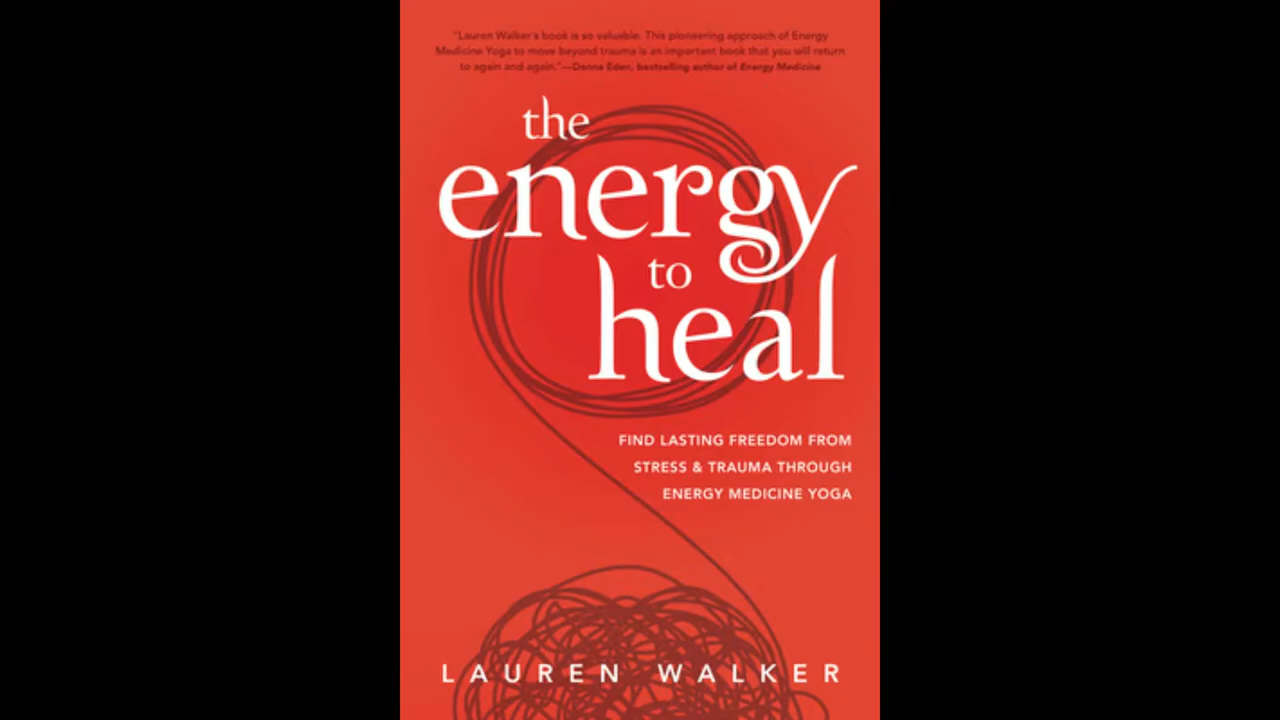 "Lauren Walker's book is so valuable. This pioneering approach of Energy
Medicine Yoga to move beyond trauma is an important book that you will return
to again and again."—Donna Eden, bestselling author of Energy Medicine
the
energy
to
heal
FIND LASTING FREEDOM FROM
STRESS & TRAUMA THROUGH
ENERGY MEDICINE YOGA
LAUREN WALKER